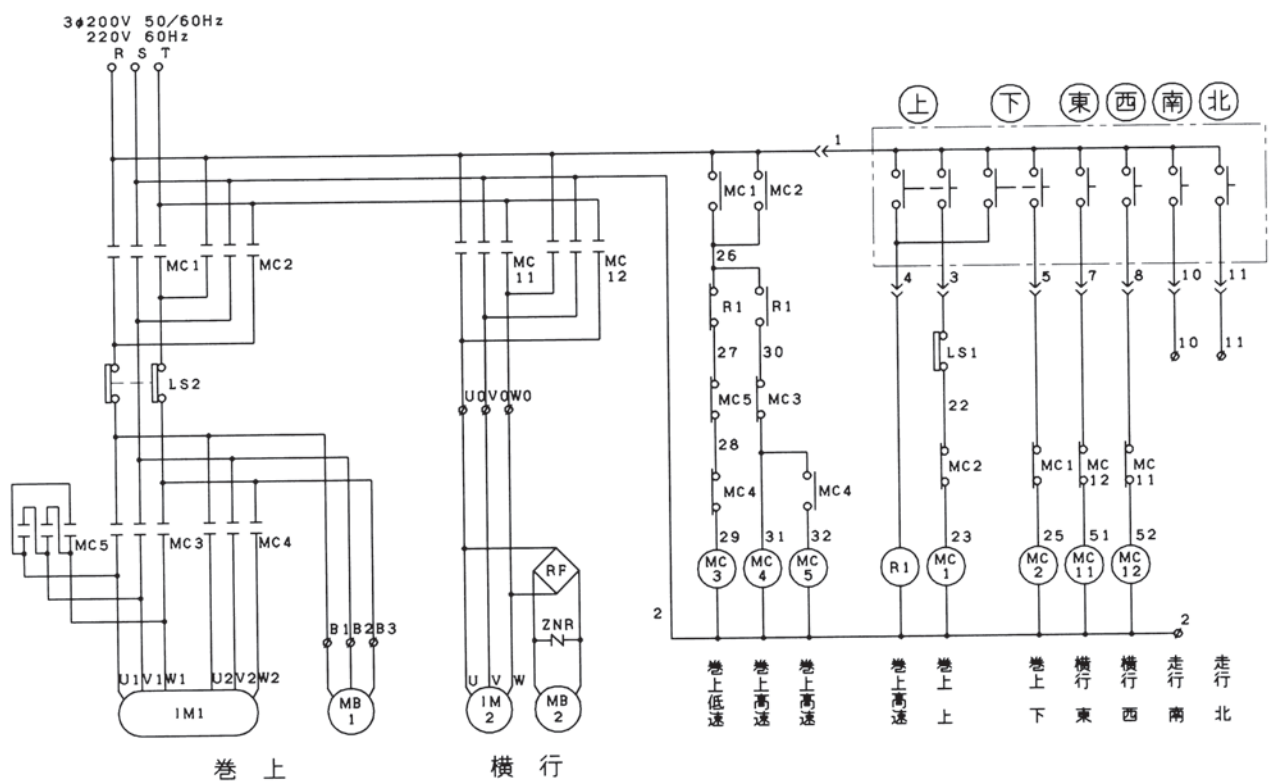 3φ200V 50/60Hz
220V 60Hz
R S T
上 下 東 西 南 北
1
MC1 MC2
MC1 MC2
MC
11
MC
12
26
4 3 5 7 8 10 11
R1 R1
LS1
10 11
LS2
27 30
U0 V0 W0
MC5 MC3
22
28
MC4 MC4
MC2 MC1 MC
12
MC
11
MC5 MC3 MC4
29 31 32 23 25 51 52
RF
MC
3
MC
4
MC
5
R1
MC
1
MC
2
MC
11
MC
12
ZNR
2 2
B1 B2 B3
U1 V1 W1 U2 V2 W2
U V W
IM1
MB
1
IM
2
MB
2
巻上低速
巻上高速
巻上高速
巻上高速
巻上 上
巻上 下
横行 東
横行 西
走行 南
走行 北
巻 上
横 行